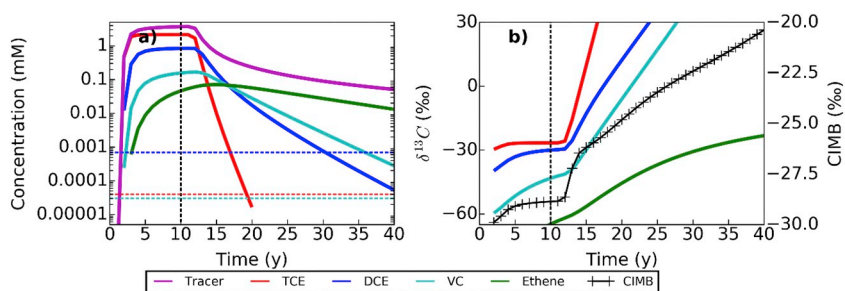 a)
Concentration (mM)
1
0.1
0.01
0.001
0.0001
0.00001
0 5 10 15 20 25 30 35 40
Time (y)
b)
δ¹³C (‰)
30
0
−30
−60
0 5 10 15 20 25 30 35 40
Time (y)
CIMB (‰)
−20.0
−22.5
−25.0
−27.5
−30.0
Tracer TCE DCE VC Ethene CIMB